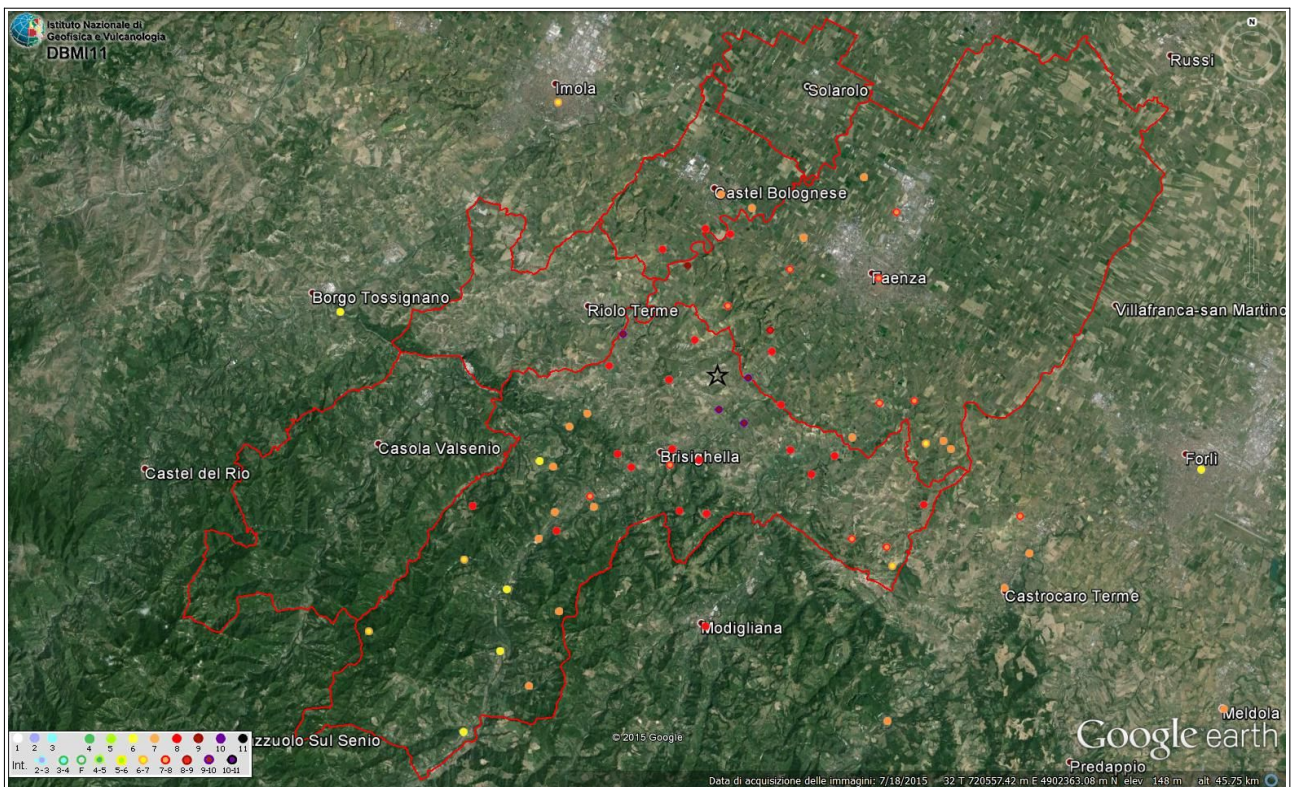 Istituto Nazionale di
Geofisica e Vulcanologia
DBMI11
N
Russi
Imola
Solarolo
Castel Bolognese
Faenza
Borgo Tossignano
Riolo Terme
Villafranca-san Martino
Casola Valsenio
Brisighella
Castel del Rio
Forlì
Castrocaro Terme
Modigliana
Meldola
azzuolo Sul Senio
Predappio
1 2 3 4 5 6 7 8 9 10 11
Int. 2-3 3-4 F 4-5 5-6 6-7 7-8 8-9 9-10 10-11
© 2015 Google
Google earth
Data di acquisizione delle immagini: 7/18/2015 32 T 720557.42 m E 4902363.08 m N elev 148 m alt 45.75 km